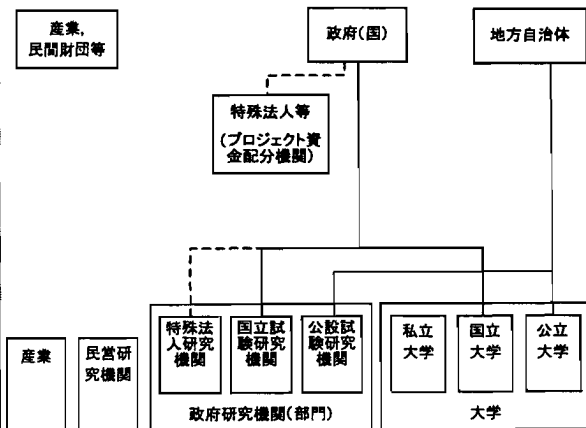 産業,
民間財団等
政府(国)
地方自治体
特殊法人等
(プロジェクト資
金配分機関)
産業
民営研
究機関
特殊法
人研究
機関
国立試
験研究
機関
公設試
験研究
機関
政府研究機関(部門)
私立
大学
国立
大学
公立
大学
大学